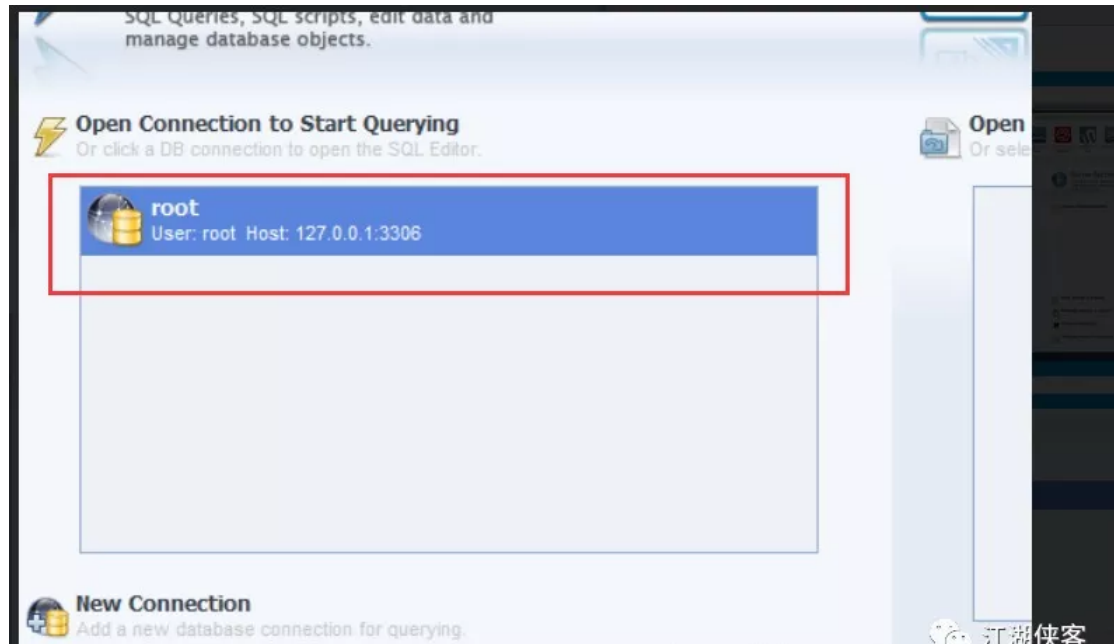 SQL Queries, SQL scripts, edit data and
manage database objects.
Open Connection to Start Querying
Or click a DB connection to open the SQL Editor.
root
User: root Host: 127.0.0.1:3306
New Connection
Add a new database connection for querying.
Open
Or sele
江湖侠客